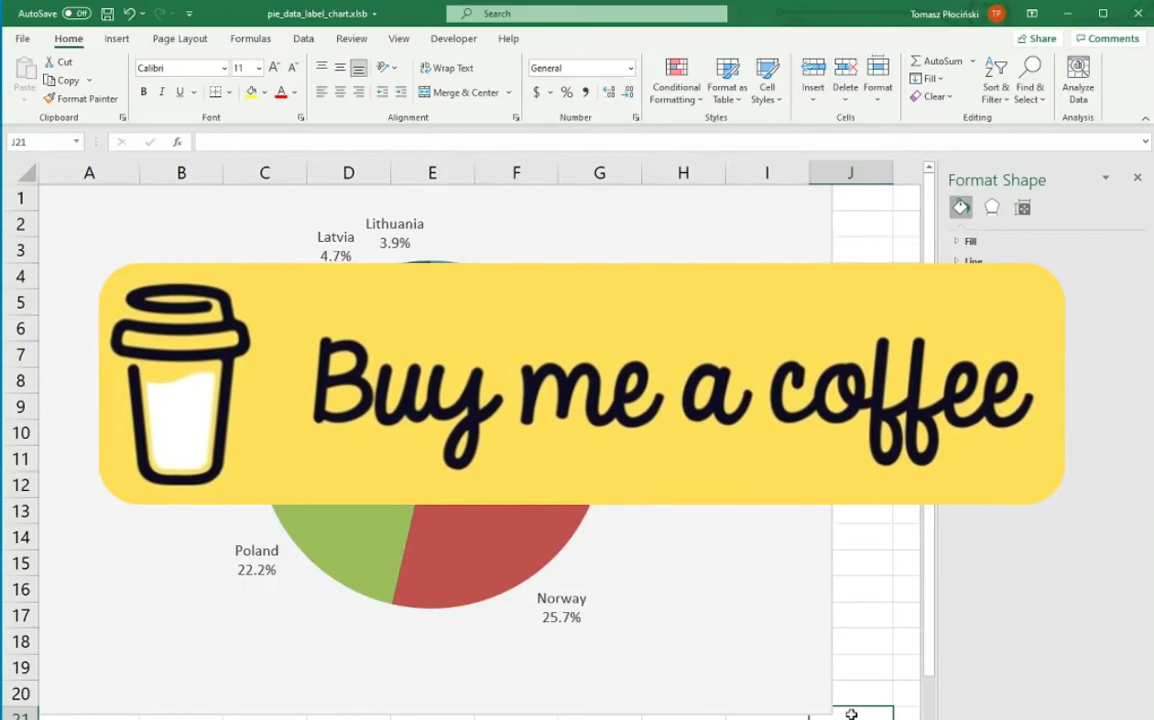 AutoSave Off pie_data_label_chart.xlsb Search Tomasz Płociński TP
File Home Insert Page Layout Formulas Data Review View Developer Help Share Comments
Paste Cut Copy Format Painter
Clipboard
Calibri 11 A A
B I U A
Font
Wrap Text
Merge & Center
Alignment
General
$ %
Number
Conditional Formatting Format as Table Cell Styles
Styles
Insert Delete Format
Cells
AutoSum
Fill
Clear
Sort & Filter Find & Select
Editing
Analyze Data
Analysis
J21 fx
A B C D E F G H I J
Format Shape
Fill
Line
1
2
3
4
5
6
7
8
9
10
11
12
13
14
15
16
17
18
19
20
21
Lithuania
3.9%
Latvia
4.7%
Buy me a coffee
Poland
22.2%
Norway
25.7%